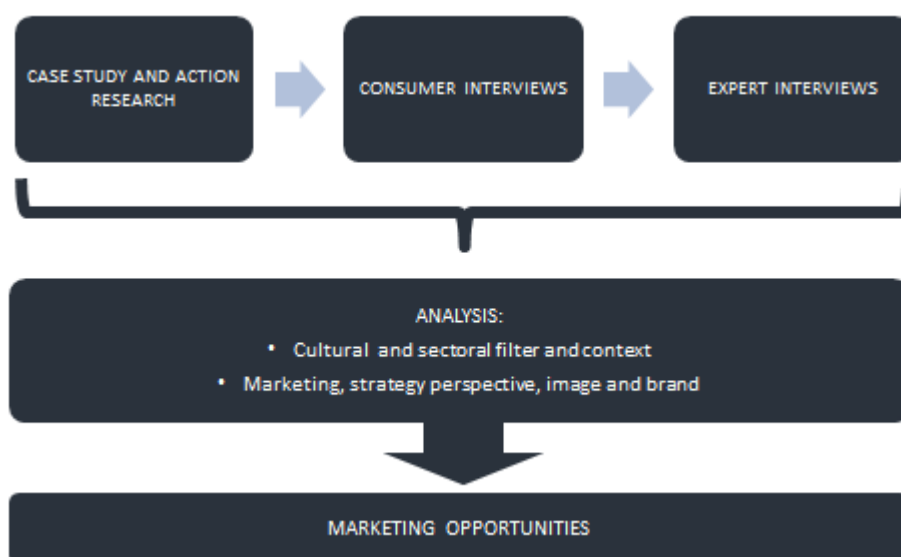 CASE STUDY AND ACTION
RESEARCH
CONSUMER INTERVIEWS
EXPERT INTERVIEWS
ANALYSIS:
• Cultural and sectoral filter and context
• Marketing, strategy perspective, image and brand
MARKETING OPPORTUNITIES